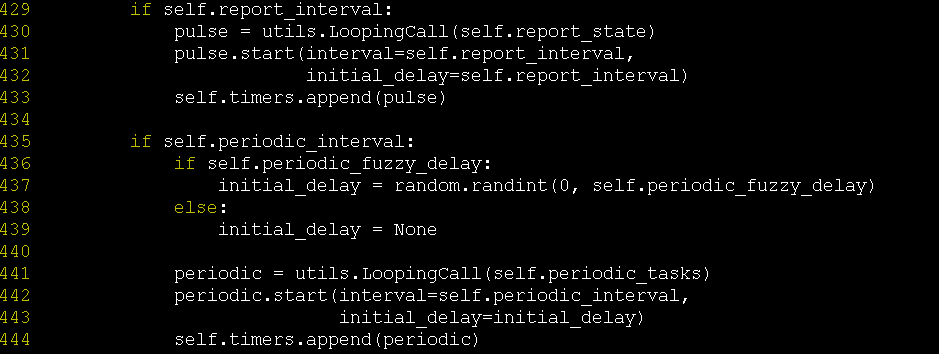 429         if self.report_interval:
430             pulse = utils.LoopingCall(self.report_state)
431             pulse.start(interval=self.report_interval,
432                         initial_delay=self.report_interval)
433             self.timers.append(pulse)
434
435         if self.periodic_interval:
436             if self.periodic_fuzzy_delay:
437                 initial_delay = random.randint(0, self.periodic_fuzzy_delay)
438             else:
439                 initial_delay = None
440
441             periodic = utils.LoopingCall(self.periodic_tasks)
442             periodic.start(interval=self.periodic_interval,
443                            initial_delay=initial_delay)
444             self.timers.append(periodic)